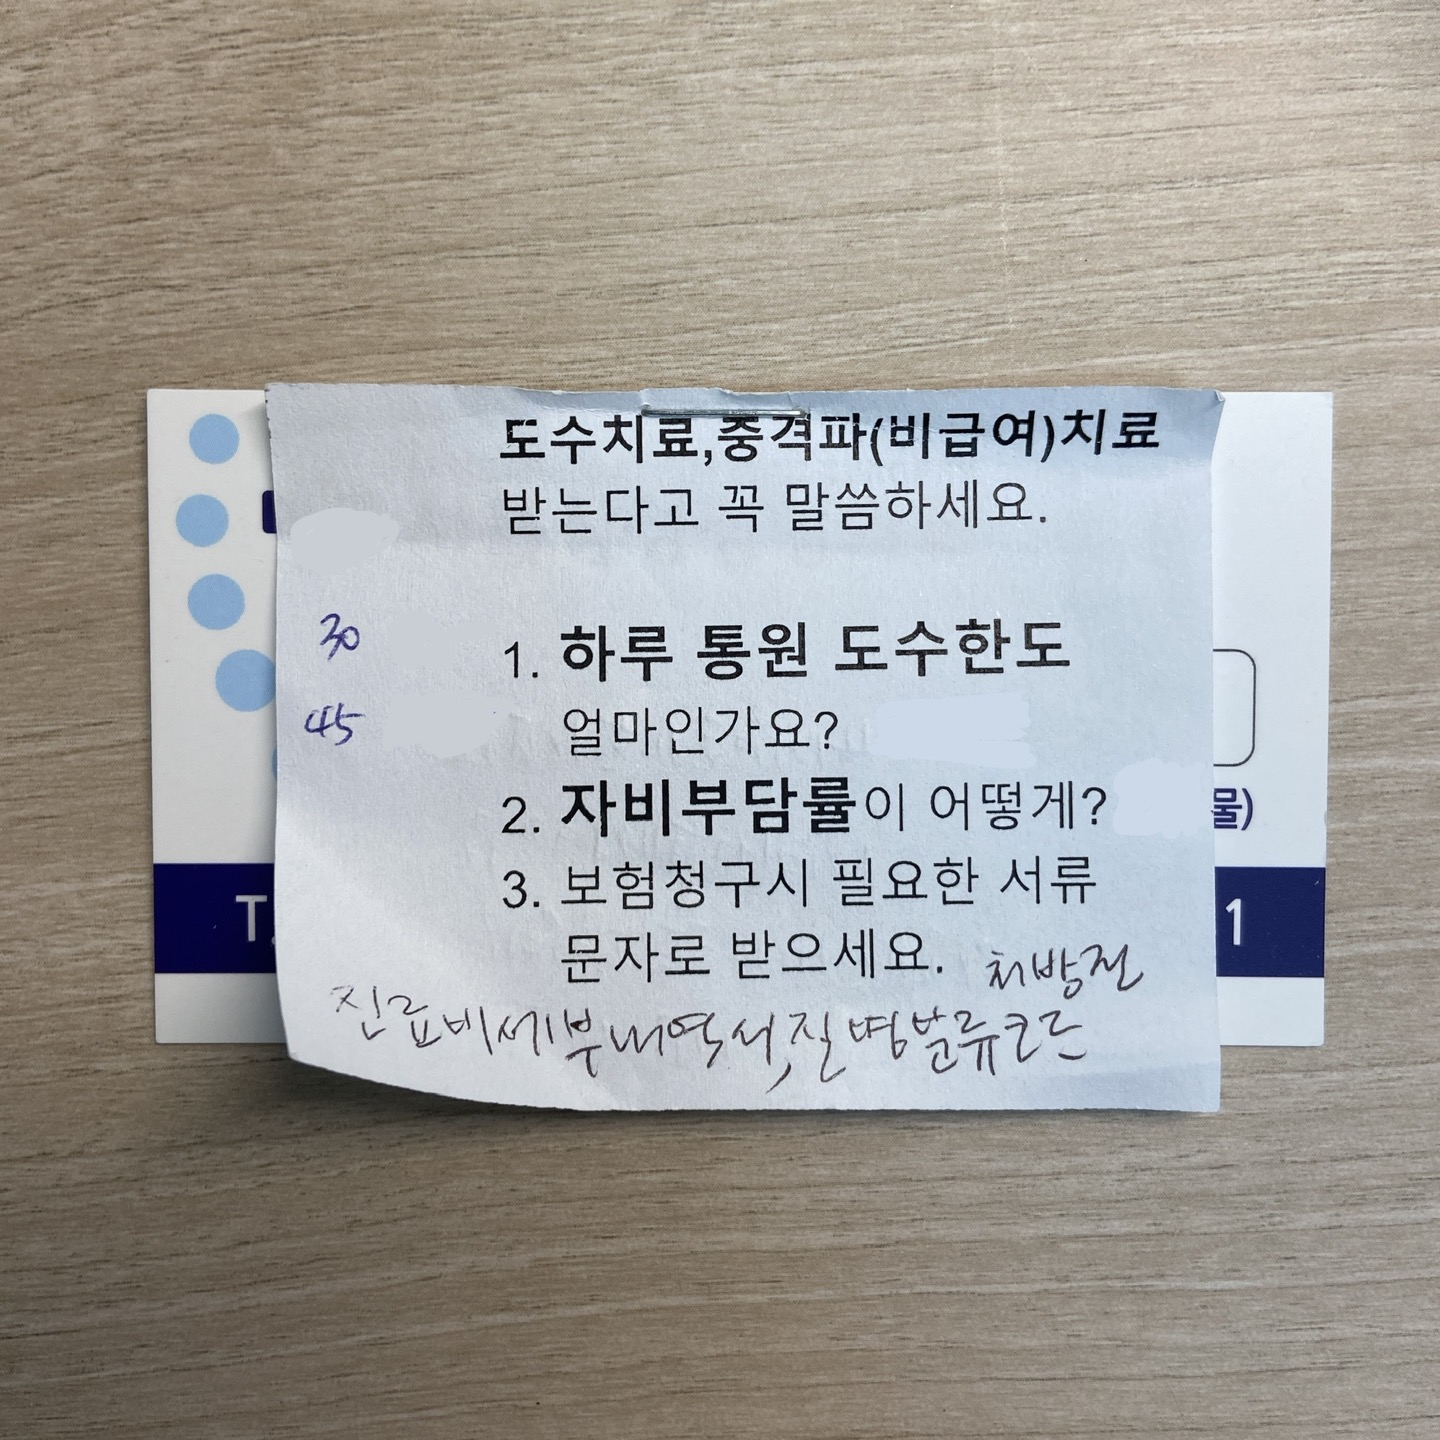 도수치료,충격파(비급여)치료
받는다고 꼭 말씀하세요.
30
1. 하루 통원 도수한도
45
얼마인가요?
2. 자비부담률이 어떻게?
물)
3. 보험청구시 필요한 서류
T.
1
문자로 받으세요. 처방전
진료비세부내역서,질병분류코드